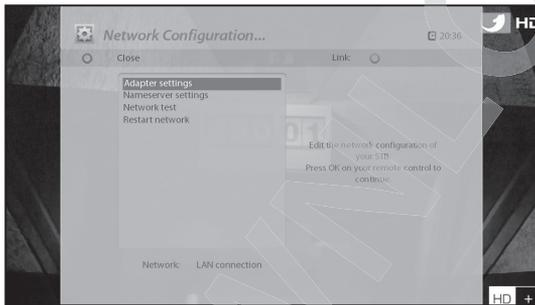 Network Configuration...
20:36
HD
Close
Link:
Adapter settings
Nameserver settings
Network test
Restart network
01
Edit the network configuration of
your STB.
Press OK on your remote control to
continue.
Network: LAN connection
HD +